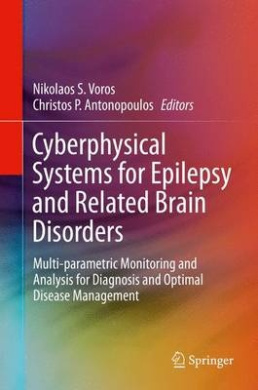 Nikolaos S. Voros
Christos P. Antonopoulos Editors
Cyberphysical
Systems for Epilepsy
and Related Brain
Disorders
Multi-parametric Monitoring and
Analysis for Diagnosis and Optimal
Disease Management
Springer